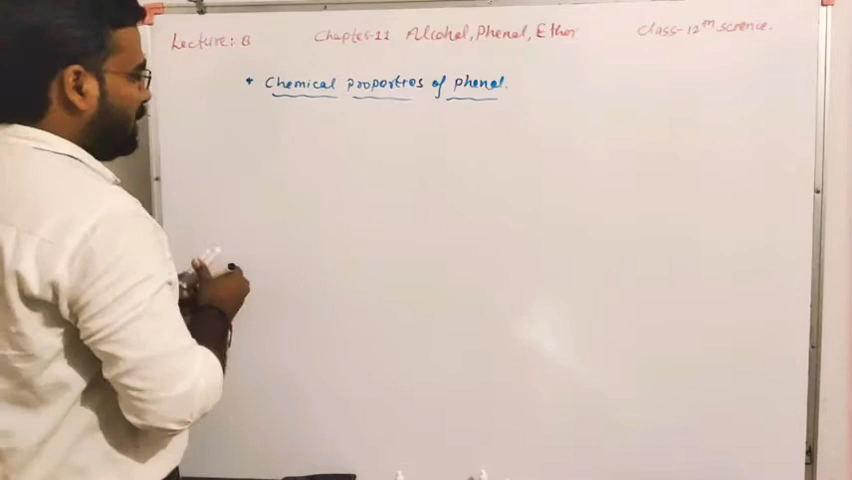 Lecture: 8 Chapter-11 Alcohol, Phenol, Ether Class-12th science.
* Chemical properties of phenol.